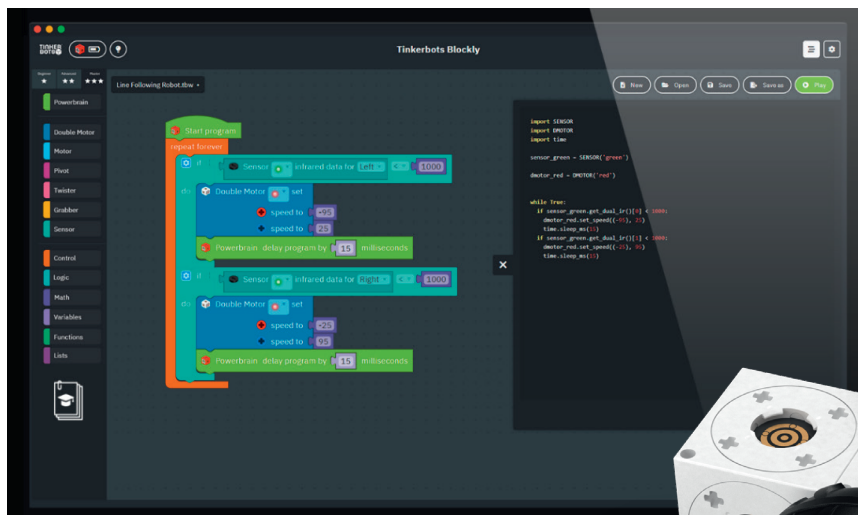 TINKER
BOTS
Tinkerbots Blockly
Beginner
Advanced
Master
Line Following Robot.tbw
New
Open
Save
Save as
Play
Powerbrain
Double Motor
Motor
Pivot
Twister
Grabber
Sensor
Control
Logic
Math
Variables
Functions
Lists
Start program
repeat forever
if Sensor infrared data for Left < 1000
do Double Motor set
speed to -95
speed to 25
Powerbrain delay program by 15 milliseconds
if Sensor infrared data for Right < 1000
do Double Motor set
speed to -25
speed to 95
Powerbrain delay program by 15 milliseconds
import SENSOR
import DMOTOR
import time
sensor_green = SENSOR('green')
dmotor_red = DMOTOR('red')
while True:
if sensor_green.get_dual_ir()[0] < 1000:
dmotor_red.set_speed((-95), 25)
time.sleep_ms(15)
if sensor_green.get_dual_ir()[1] < 1000:
dmotor_red.set_speed((-25), 95)
time.sleep_ms(15)